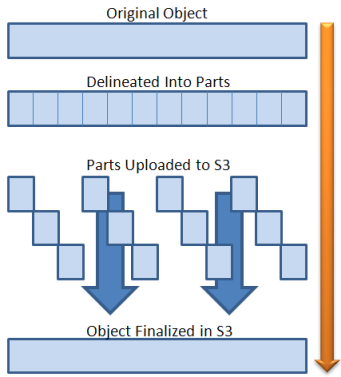 Original Object
Delineated Into Parts
Parts Uploaded to S3
Object Finalized in S3